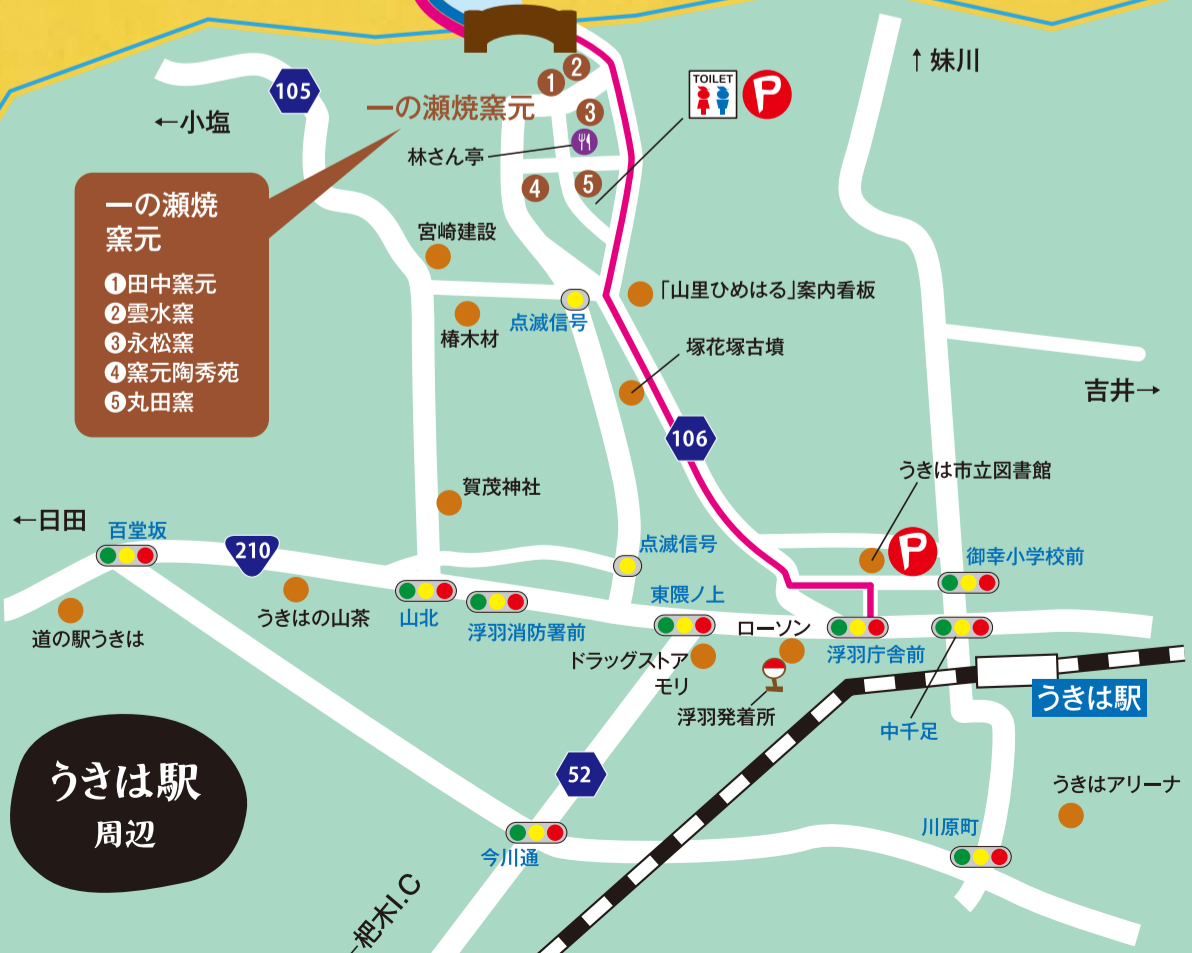 ↑妹川
105
TOILET
P
←小塩
一の瀬焼窯元
1
2
3
林さん亭
4
5
一の瀬焼
窯元
❶田中窯元
❷雲水窯
❸永松窯
❹窯元陶秀苑
❺丸田窯
宮崎建設
「山里ひめはる」案内看板
点滅信号
椿木材
塚花塚古墳
吉井→
106
うきは市立図書館
賀茂神社
←日田
百堂坂
210
点滅信号
P
御幸小学校前
うきはの山茶
山北
浮羽消防署前
東隈ノ上
ローソン
道の駅うきは
ドラッグストア
モリ
浮羽庁舎前
浮羽発着所
うきは駅
中千足
52
うきは駅
周辺
うきはアリーナ
川原町
今川通
←杷木I.C